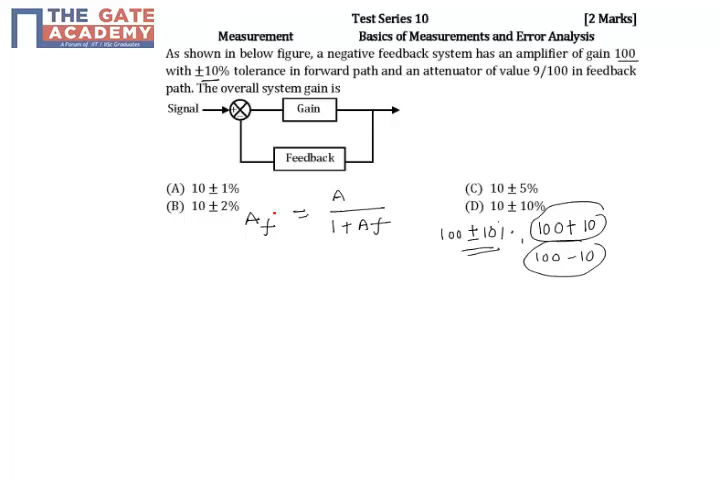 THE GATE
ACADEMY
A Forum of IIT / IISc Graduates
Test Series 10 [2 Marks]
Measurement Basics of Measurements and Error Analysis
As shown in below figure, a negative feedback system has an amplifier of gain 100
with ±10% tolerance in forward path and an attenuator of value 9/100 in feedback
path. The overall system gain is
Signal + − Gain
Feedback
(A) 10 ± 1% (C) 10 ± 5%
(B) 10 ± 2% (D) 10 ± 10%
Af = A / 1 + Af
100 ± 10%. 100 + 10
100 − 10